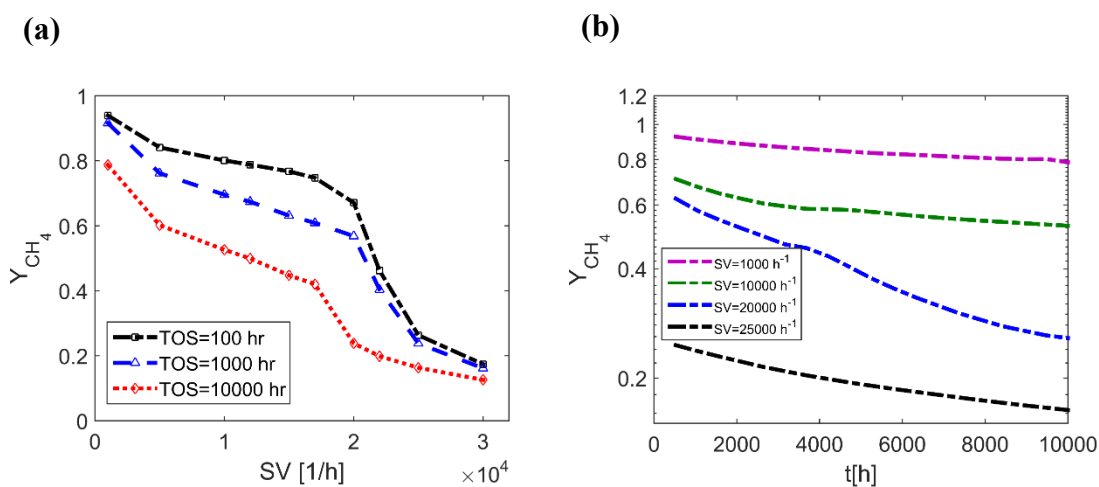 (a)
1
0.8
0.6
0.4
0.2
0
Y_CH4
TOS=100 hr
TOS=1000 hr
TOS=10000 hr
0 1 2 3
SV [1/h]
×10^4
(b)
1.2
1
0.8
0.6
0.4
0.2
Y_CH4
SV=1000 h^-1
SV=10000 h^-1
SV=20000 h^-1
SV=25000 h^-1
0 2000 4000 6000 8000 10000
t[h]